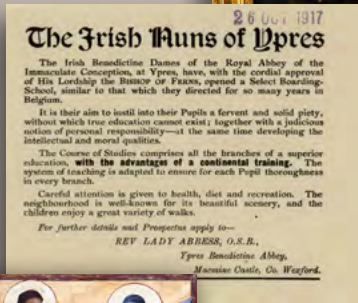 26 OCT 1917
The Irish Nuns of Ypres
The Irish Benedictine Dames of the Royal Abbey of the
Immaculate Conception, at Ypres, have, with the cordial approval
of His Lordship the BISHOP OF FERNS, opened a Select Boarding-
School, similar to that which they directed for so many years in
Belgium.
It is their aim to instil into their Pupils a fervent and solid piety,
without which true education cannot exist; together with a judicious
notion of personal responsibility—at the same time developing the
intellectual and moral qualities.
The Course of Studies comprises all the branches of a superior
education, with the advantages of a continental training. The
system of teaching is adapted to ensure for each Pupil thoroughness
in every branch.
Careful attention is given to health, diet and recreation. The
neighbourhood is well-known for its beautiful scenery, and the
children enjoy a great variety of walks.
For further details and Prospectus apply to—
REV LADY ABBESS, O.S.B.,
Ypres Benedictine Abbey,
Macmine Castle, Co. Wexford.